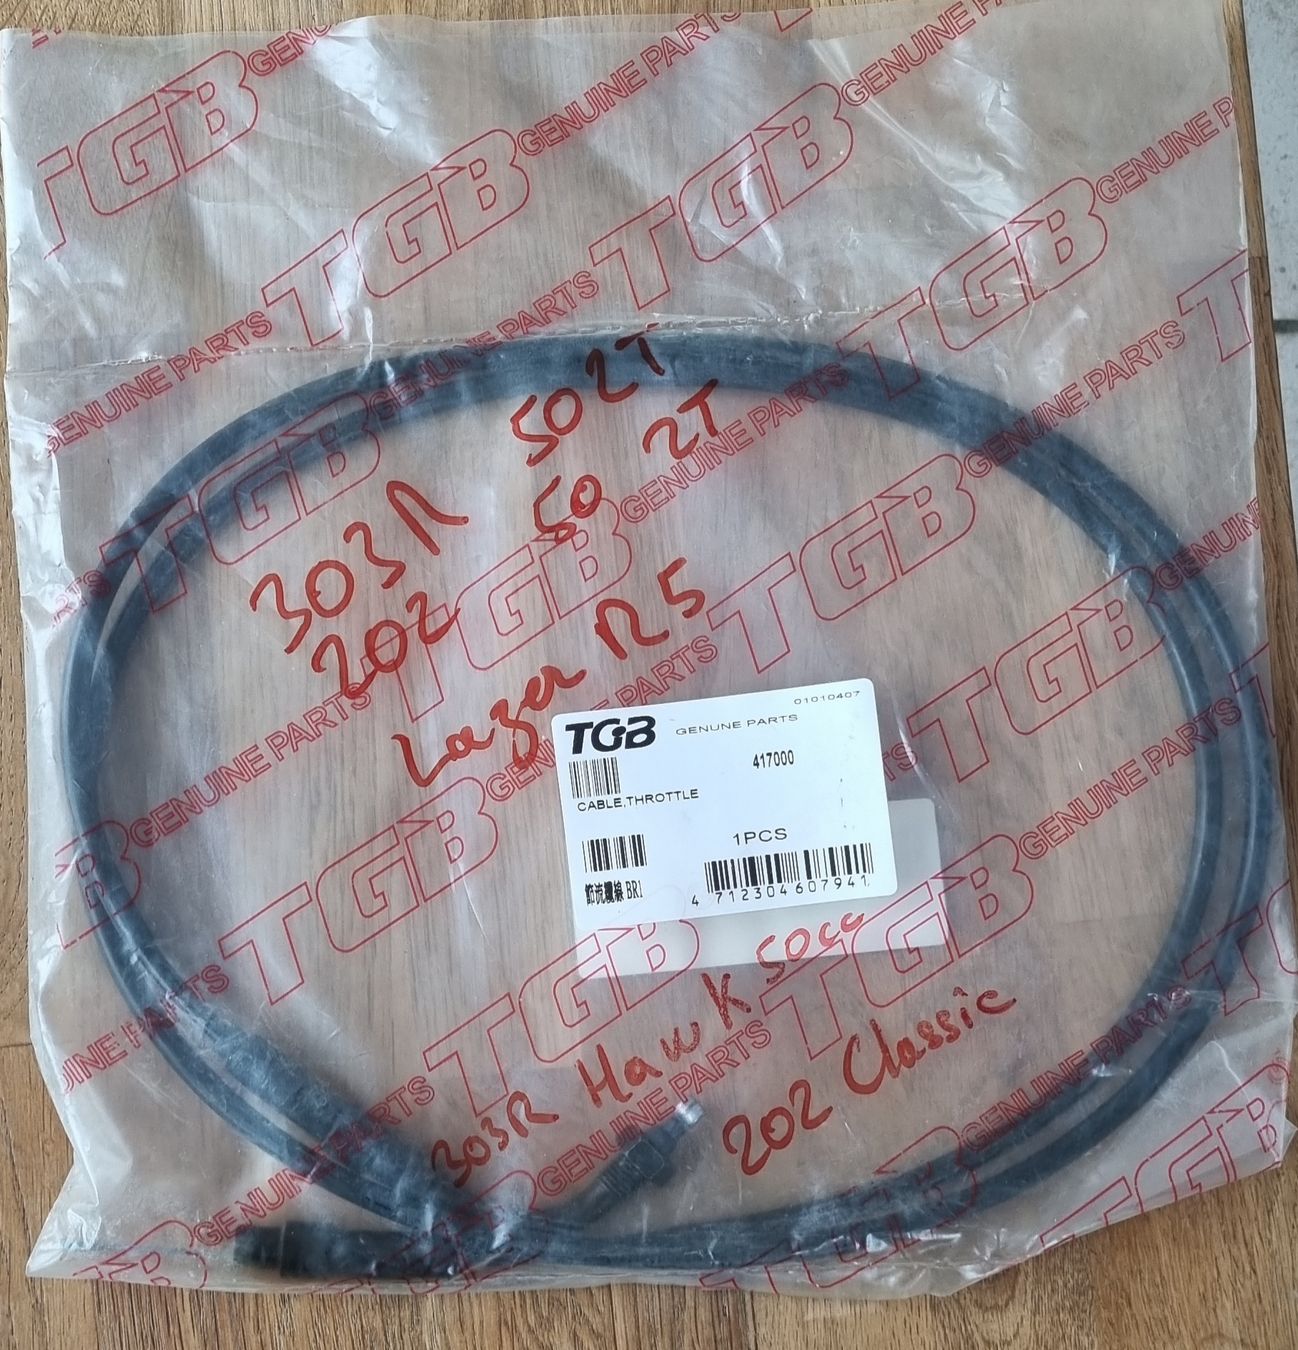 TGB GENUINE PARTS
303R 50 2T
202 50 2T
Lazer R5
TGB GENUNE PARTS 01010407
417000
CABLE,THROTTLE
1PCS
節流纜線 BR1
4 712304 607941
303R Hawk 50cc
202 Classic